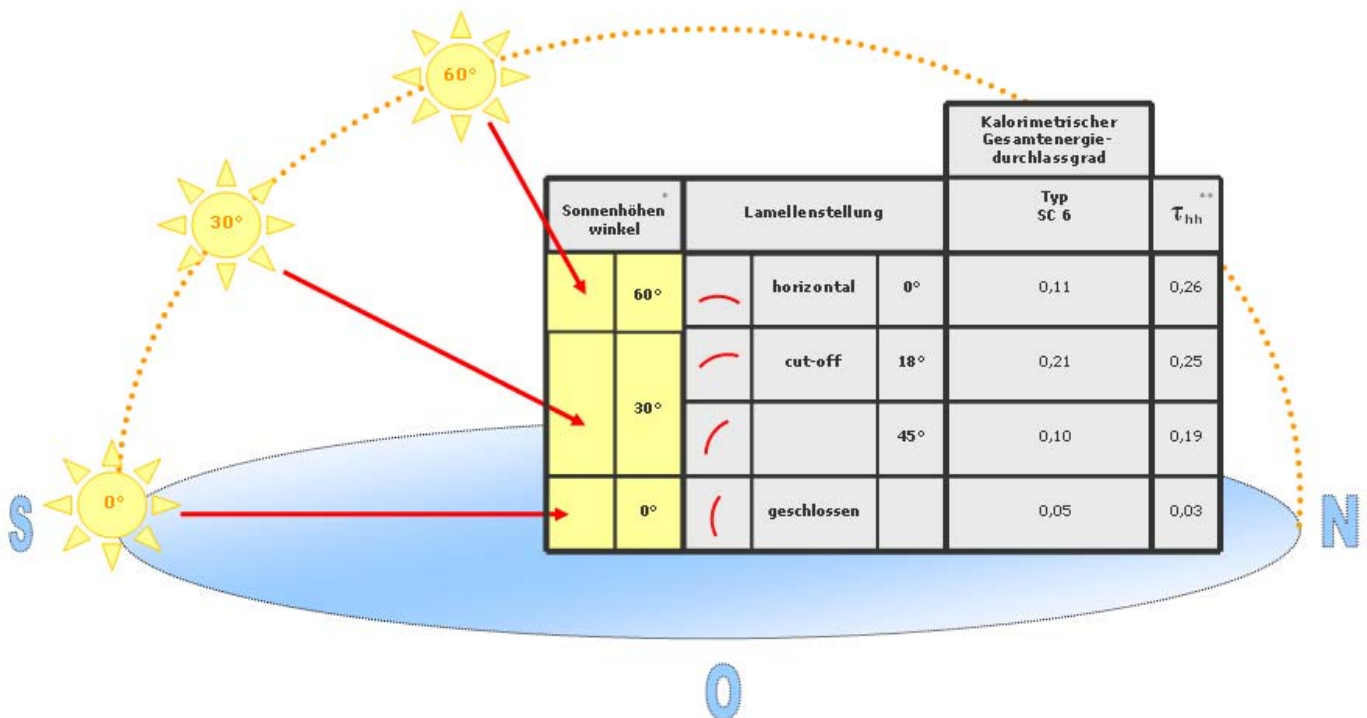 60°
30°
0°
S
N
O
Kalorimetrischer
Gesamtenergie-
durchlassgrad
Sonnenhöhen *
winkel
Lamellenstellung
Typ
SC 6
τhh **
60° horizontal 0° 0,11 0,26
30° cut-off 18° 0,21 0,25
45° 0,10 0,19
0° geschlossen 0,05 0,03